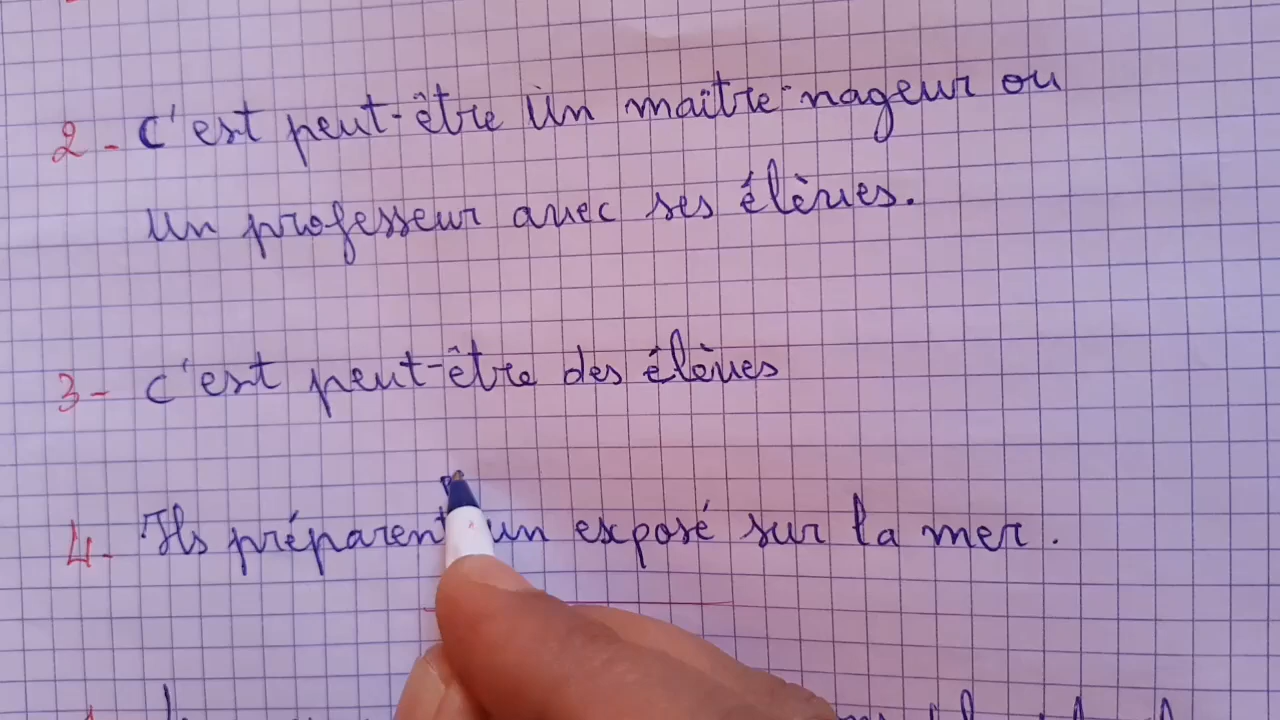 2- C'est peut-être un maître-nageur ou
un professeur avec ses élèves.
3- C'est peut-être des élèves
4- Ils préparent un exposé sur la mer.